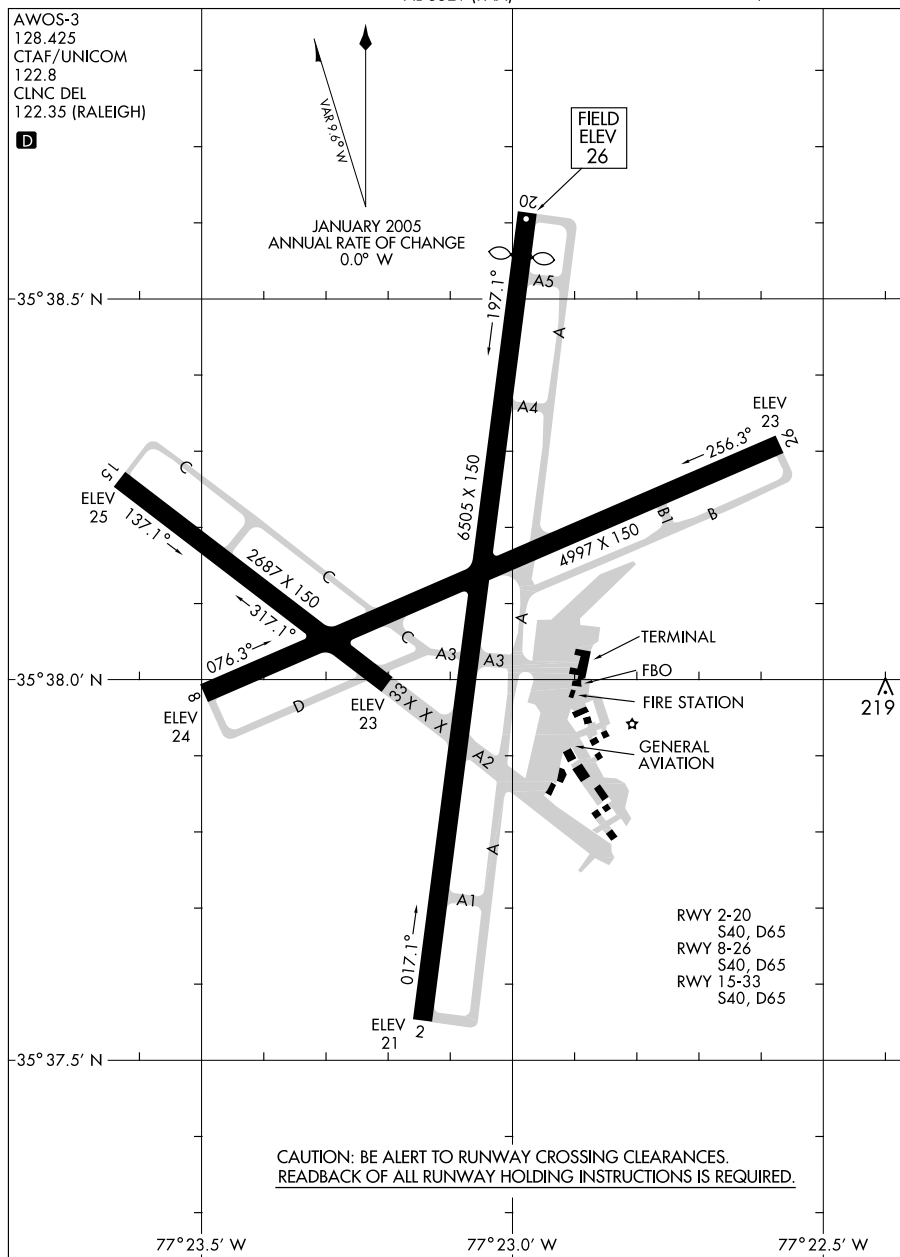 AWOS-3
128.425
CTAF/UNICOM
122.8
CLNC DEL
122.35 (RALEIGH)
D
VAR 9.6° W
JANUARY 2005
ANNUAL RATE OF CHANGE
0.0° W
FIELD
ELEV
26
20
197.1°
A5
A
35°38.5' N
A4
ELEV
23
26
256.3°
15
ELEV
25
137.1°
C
6505 X 150
B1
B
4997 X 150
2687 X 150
C
317.1°
C
A
076.3°
A3
A3
TERMINAL
FBO
35°38.0' N
8
ELEV
24
D
33
X X X
ELEV
23
FIRE STATION
219
A2
GENERAL
AVIATION
A
A1
017.1°
RWY 2-20
S40, D65
RWY 8-26
S40, D65
RWY 15-33
S40, D65
ELEV
21
2
35°37.5' N
CAUTION: BE ALERT TO RUNWAY CROSSING CLEARANCES.
READBACK OF ALL RUNWAY HOLDING INSTRUCTIONS IS REQUIRED.
77°23.5' W
77°23.0' W
77°22.5' W